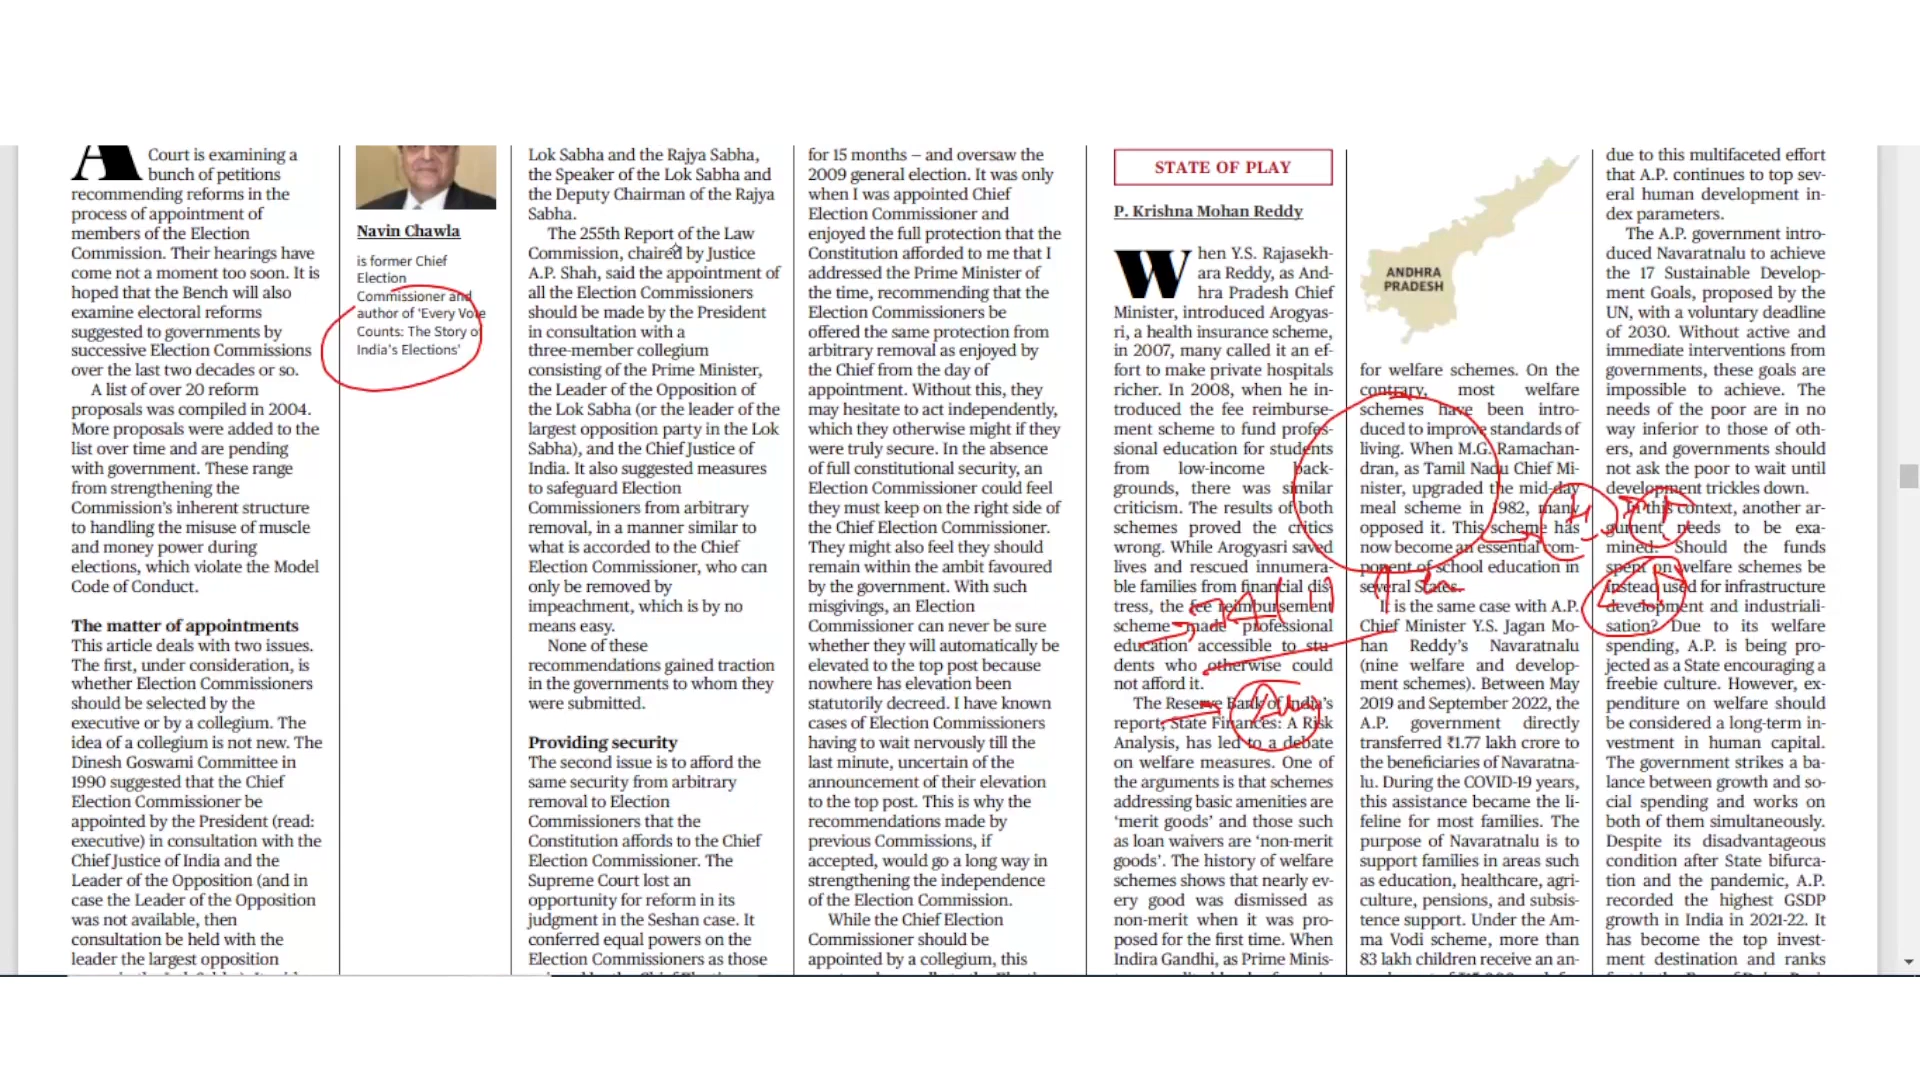 A
Court is examining a
bunch of petitions
recommending reforms in the
process of appointment of
members of the Election
Commission. Their hearings have
come not a moment too soon. It is
hoped that the Bench will also
examine electoral reforms
suggested to governments by
successive Election Commissions
over the last two decades or so.
A list of over 20 reform
proposals was compiled in 2004.
More proposals were added to the
list over time and are pending
with government. These range
from strengthening the
Commission's inherent structure
to handling the misuse of muscle
and money power during
elections, which violate the Model
Code of Conduct.
The matter of appointments
This article deals with two issues.
The first, under consideration, is
whether Election Commissioners
should be selected by the
executive or by a collegium. The
idea of a collegium is not new. The
Dinesh Goswami Committee in
1990 suggested that the Chief
Election Commissioner be
appointed by the President (read:
executive) in consultation with the
Chief Justice of India and the
Leader of the Opposition (and in
case the Leader of the Opposition
was not available, then
consultation be held with the
leader the largest opposition
Navin Chawla
is former Chief
Election
Commissioner and
author of 'Every Vote
Counts: The Story of
India's Elections'
Lok Sabha and the Rajya Sabha,
the Speaker of the Lok Sabha and
the Deputy Chairman of the Rajya
Sabha.
The 255th Report of the Law
Commission, chaired by Justice
A.P. Shah, said the appointment of
all the Election Commissioners
should be made by the President
in consultation with a
three-member collegium
consisting of the Prime Minister,
the Leader of the Opposition of
the Lok Sabha (or the leader of the
largest opposition party in the Lok
Sabha), and the Chief Justice of
India. It also suggested measures
to safeguard Election
Commissioners from arbitrary
removal, in a manner similar to
what is accorded to the Chief
Election Commissioner, who can
only be removed by
impeachment, which is by no
means easy.
None of these
recommendations gained traction
in the governments to whom they
were submitted.
Providing security
The second issue is to afford the
same security from arbitrary
removal to Election
Commissioners that the
Constitution affords to the Chief
Election Commissioner. The
Supreme Court lost an
opportunity for reform in its
judgment in the Seshan case. It
conferred equal powers on the
Election Commissioners as those
for 15 months – and oversaw the
2009 general election. It was only
when I was appointed Chief
Election Commissioner and
enjoyed the full protection that the
Constitution afforded to me that I
addressed the Prime Minister of
the time, recommending that the
Election Commissioners be
offered the same protection from
arbitrary removal as enjoyed by
the Chief from the day of
appointment. Without this, they
may hesitate to act independently,
which they otherwise might if they
were truly secure. In the absence
of full constitutional security, an
Election Commissioner could feel
they must keep on the right side of
the Chief Election Commissioner.
They might also feel they should
remain within the ambit favoured
by the government. With such
misgivings, an Election
Commissioner can never be sure
whether they will automatically be
elevated to the top post because
nowhere has elevation been
statutorily decreed. I have known
cases of Election Commissioners
having to wait nervously till the
last minute, uncertain of the
announcement of their elevation
to the top post. This is why the
recommendations made by
previous Commissions, if
accepted, would go a long way in
strengthening the independence
of the Election Commission.
While the Chief Election
Commissioner should be
appointed by a collegium, this
STATE OF PLAY
P. Krishna Mohan Reddy
When Y.S. Rajasekh-
ara Reddy, as And-
hra Pradesh Chief
Minister, introduced Arogyas-
ri, a health insurance scheme,
in 2007, many called it an ef-
fort to make private hospitals
richer. In 2008, when he in-
troduced the fee reimburse-
ment scheme to fund profes-
sional education for students
from low-income back-
grounds, there was similar
criticism. The results of both
schemes proved the critics
wrong. While Arogyasri saved
lives and rescued innumera-
ble families from financial dis-
tress, the fee reimbursement
scheme made professional
education accessible to stu-
dents who otherwise could
not afford it.
The Reserve Bank of India's
report, State Finances: A Risk
Analysis, has led to a debate
on welfare measures. One of
the arguments is that schemes
addressing basic amenities are
'merit goods' and those such
as loan waivers are 'non-merit
goods'. The history of welfare
schemes shows that nearly ev-
ery good was dismissed as
non-merit when it was pro-
posed for the first time. When
Indira Gandhi, as Prime Minis-
ANDHRA
PRADESH
for welfare schemes. On the
contrary, most welfare
schemes have been intro-
duced to improve standards of
living. When M.G. Ramachan-
dran, as Tamil Nadu Chief Mi-
nister, upgraded the mid-day
meal scheme in 1982, many
opposed it. This scheme has
now become an essential com-
ponent of school education in
several States.
It is the same case with A.P.
Chief Minister Y.S. Jagan Mo-
han Reddy's Navaratnalu
(nine welfare and develop-
ment schemes). Between May
2019 and September 2022, the
A.P. government directly
transferred ₹1.77 lakh crore to
the beneficiaries of Navaratna-
lu. During the COVID-19 years,
this assistance became the li-
feline for most families. The
purpose of Navaratnalu is to
support families in areas such
as education, healthcare, agri-
culture, pensions, and subsis-
tence support. Under the Am-
ma Vodi scheme, more than
83 lakh children receive an an-
due to this multifaceted effort
that A.P. continues to top sev-
eral human development in-
dex parameters.
The A.P. government intro-
duced Navaratnalu to achieve
the 17 Sustainable Develop-
ment Goals, proposed by the
UN, with a voluntary deadline
of 2030. Without active and
immediate interventions from
governments, these goals are
impossible to achieve. The
needs of the poor are in no
way inferior to those of oth-
ers, and governments should
not ask the poor to wait until
development trickles down.
In this context, another ar-
gument needs to be exa-
mined: Should the funds
spent on welfare schemes be
instead used for infrastructure
development and industriali-
sation? Due to its welfare
spending, A.P. is being pro-
jected as a State encouraging a
freebie culture. However, ex-
penditure on welfare should
be considered a long-term in-
vestment in human capital.
The government strikes a ba-
lance between growth and so-
cial spending and works on
both of them simultaneously.
Despite its disadvantageous
condition after State bifurca-
tion and the pandemic, A.P.
recorded the highest GSDP
growth in India in 2021-22. It
has become the top invest-
ment destination and ranks